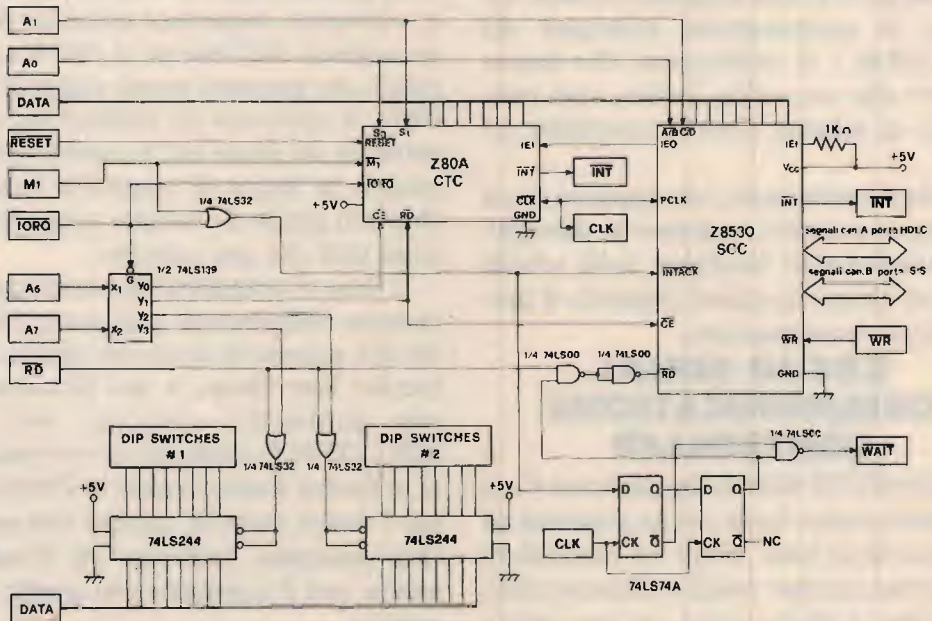 A1
A0
DATA
RESET
M1
IORQ
A6
A7
RD
1/4 74LS32
1/2 74LS139
G
X1
X2
Y0
Y1
Y2
Y3
S0 S1
RESET
M1
IORQ
+5V
CE RD
Z80A
CTC
IEI
INT
CLK
GND
INT
CLK
A/B C/D
IEO
PCLK
INTACK
CE
RD
Z8530
SCC
IEI
VCC
INT
WR
GND
1KΩ
+5V
INT
segnali can. A porta HDLC
segnali can. B porta S/S
WR
1/4 74LS00
1/4 74LS00
1/4 74LS00
WAIT
DIP SWITCHES
# 1
1/4 74LS32
1/4 74LS32
DIP SWITCHES
# 2
+5V
74LS244
+5V
74LS244
DATA
CLK
D Q
CK Q
D Q
CK Q
NC
74LS74A